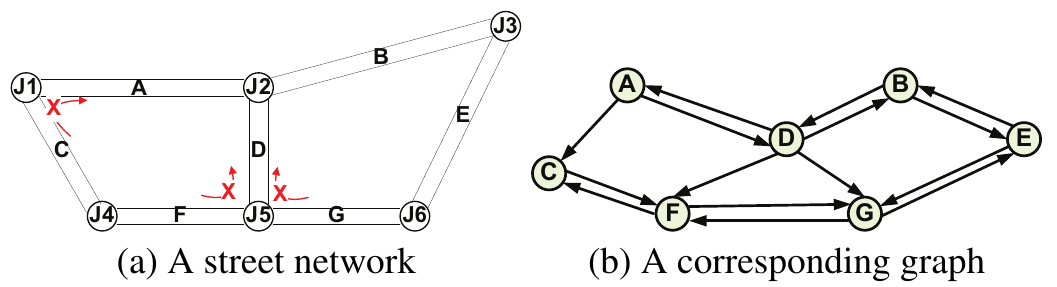 J3
B
J1
A
J2
X
E
C
D
X
X
J4
F
J5
G
J6
(a) A street network
A
B
D
E
C
F
G
(b) A corresponding graph